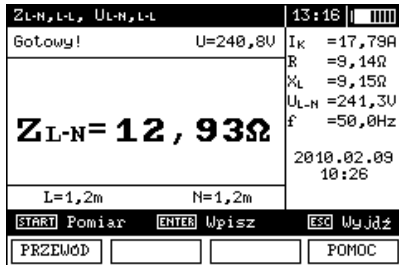 ZL-N,L-L, UL-N,L-L
13:16
Gotowy! U=240,8V
ZL-N= 12,93Ω
L=1,2m N=1,2m
IK =17,79A
R =9,14Ω
XL =9,15Ω
UL-N =241,3V
f =50,0Hz
2010.02.09
10:26
START Pomiar ENTER Wpisz ESC Wyjdź
PRZEWÓD POMOC